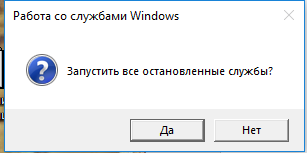 Работа со службами Windows
Запустить все остановленные службы?
Да
Нет